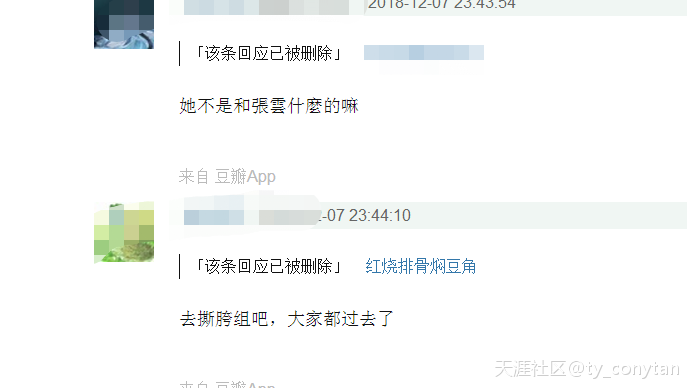 2018-12-07 23:43:54
「该条回应已被删除」
她不是和張雲什麼的嘛
来自 豆瓣App
-07 23:44:10
「该条回应已被删除」 红烧排骨焖豆角
去撕胯组吧，大家都过去了
来自 豆瓣App
天涯社区@ty_conytan